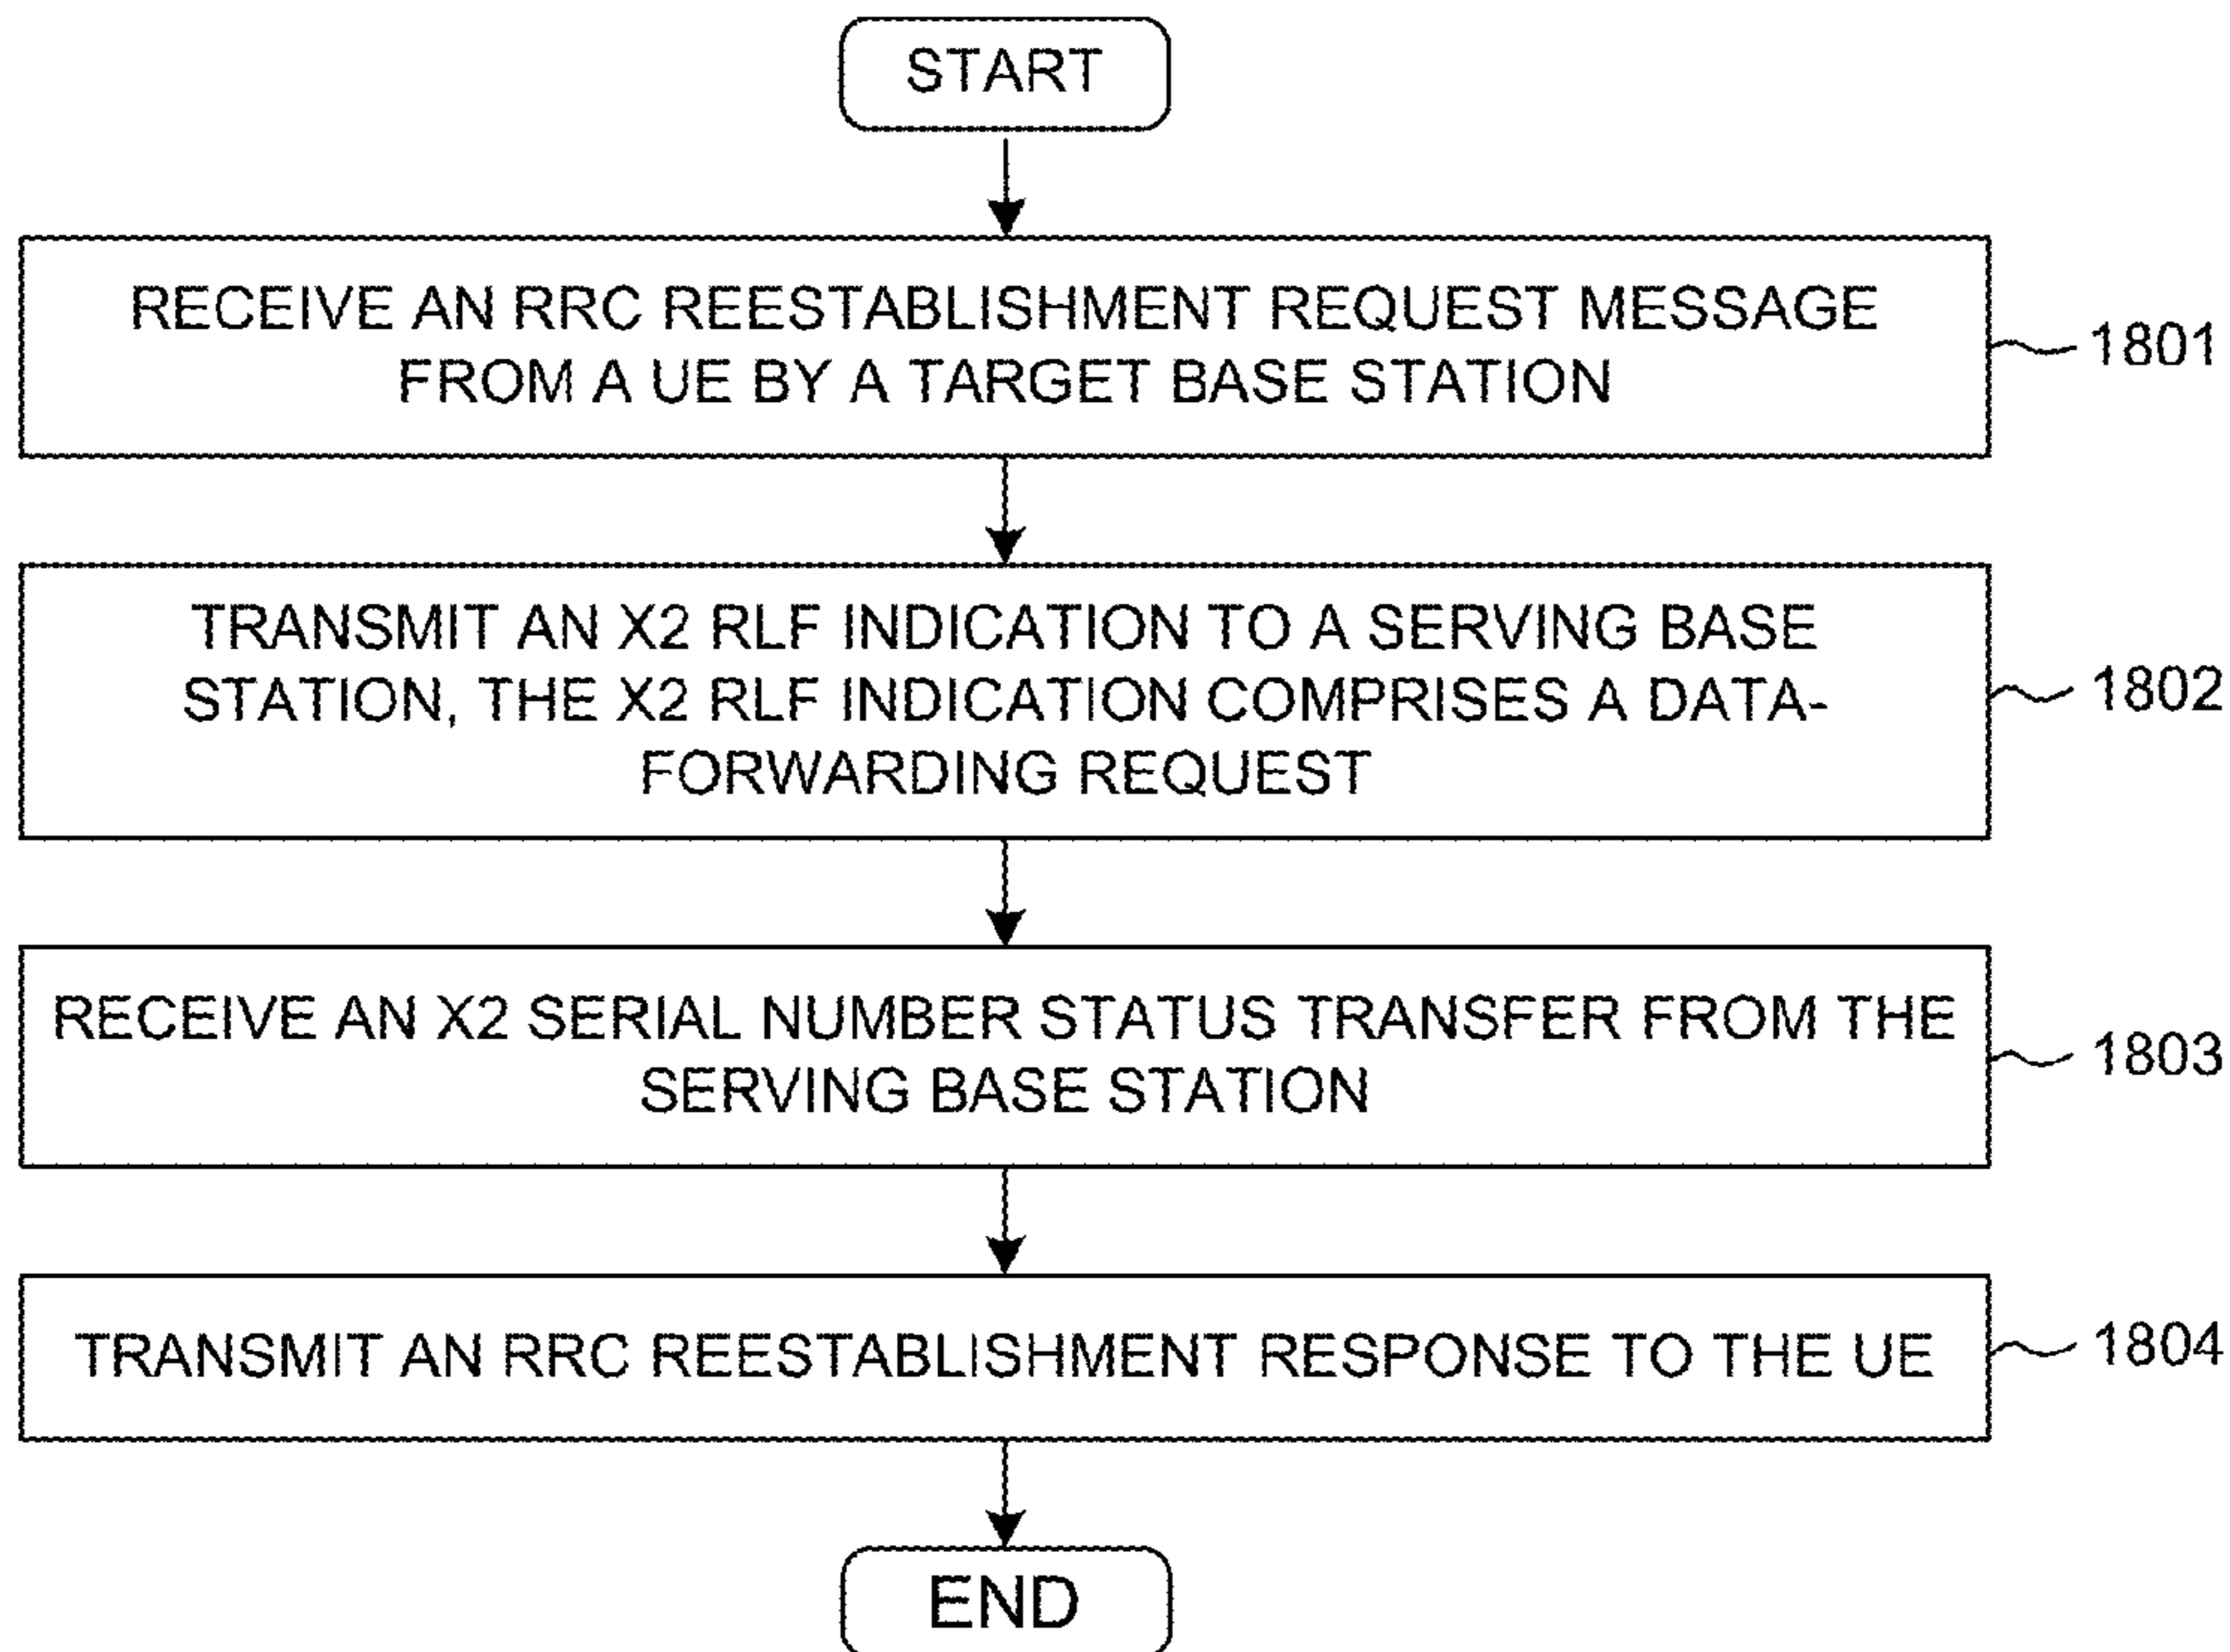 START
RECEIVE AN RRC REESTABLISHMENT REQUEST MESSAGE
FROM A UE BY A TARGET BASE STATION
1801
TRANSMIT AN X2 RLF INDICATION TO A SERVING BASE
STATION, THE X2 RLF INDICATION COMPRISES A DATA-
FORWARDING REQUEST
1802
RECEIVE AN X2 SERIAL NUMBER STATUS TRANSFER FROM THE
SERVING BASE STATION
1803
TRANSMIT AN RRC REESTABLISHMENT RESPONSE TO THE UE
1804
END